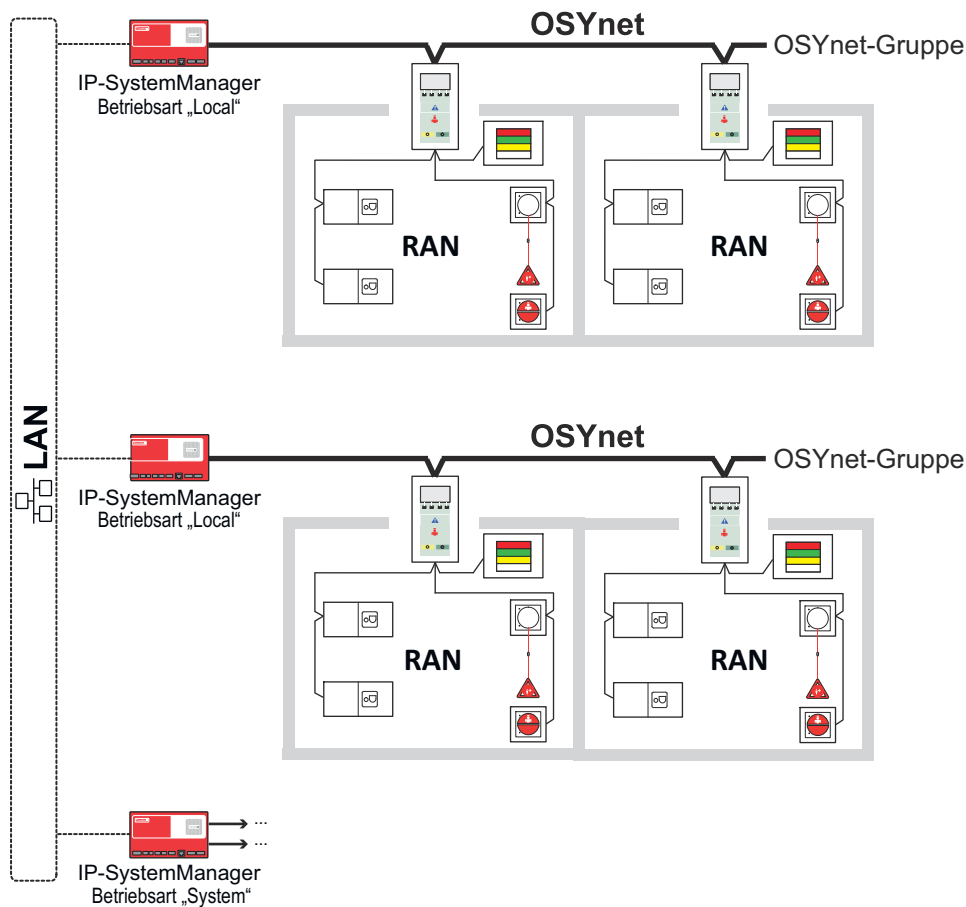 OSYnet
OSYnet-Gruppe
IP-SystemManager
Betriebsart „Local“
RAN
RAN
LAN
OSYnet
OSYnet-Gruppe
IP-SystemManager
Betriebsart „Local“
RAN
RAN
...
...
IP-SystemManager
Betriebsart „System“